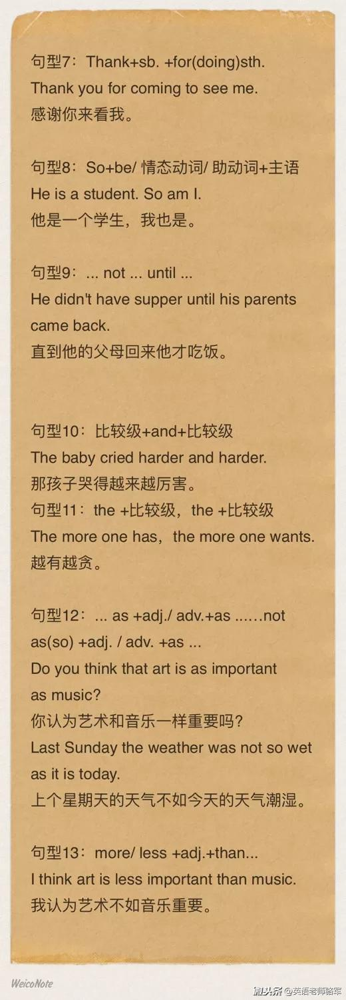 句型7：Thank+sb. +for(doing)sth.
Thank you for coming to see me.
感谢你来看我。
句型8：So+be/ 情态动词/ 助动词+主语
He is a student. So am I.
他是一个学生，我也是。
句型9：... not ... until ...
He didn't have supper until his parents
came back.
直到他的父母回来他才吃饭。
句型10：比较级+and+比较级
The baby cried harder and harder.
那孩子哭得越来越厉害。
句型11：the +比较级，the +比较级
The more one has，the more one wants.
越有越贪。
句型12：... as +adj./ adv.+as ……not
as(so) +adj. / adv. +as ...
Do you think that art is as important
as music?
你认为艺术和音乐一样重要吗?
Last Sunday the weather was not so wet
as it is today.
上个星期天的天气不如今天的天气潮湿。
句型13：more/ less +adj.+than...
I think art is less important than music.
我认为艺术不如音乐重要。
WeicoNote
微头条 @英语老师骆军